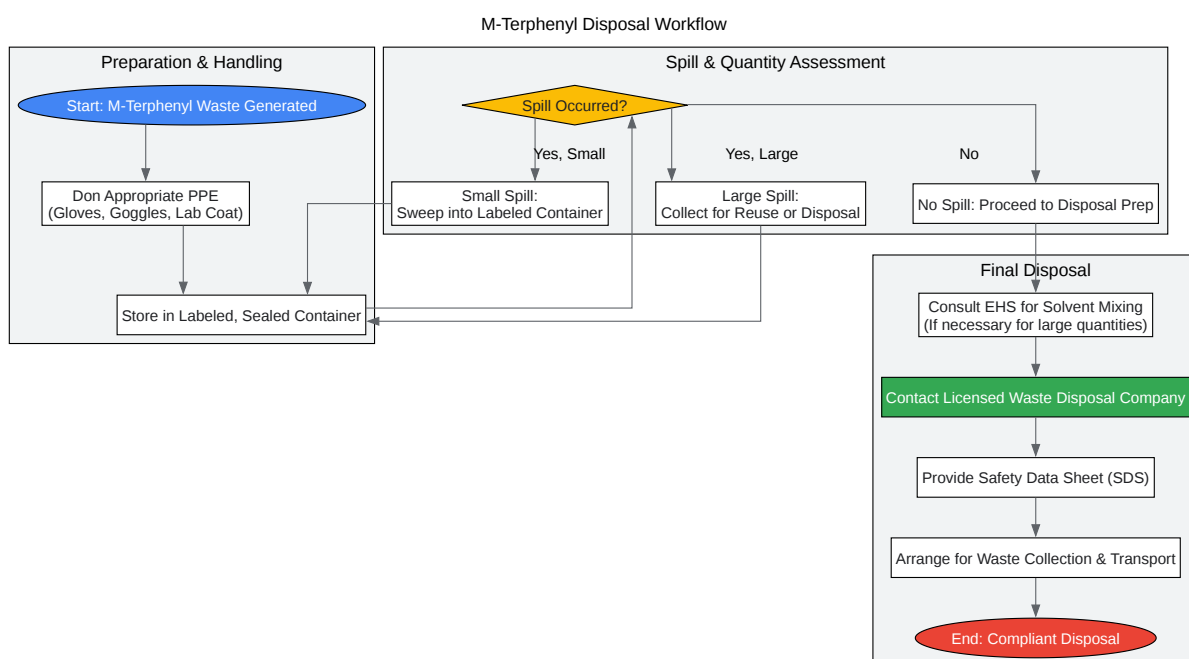 M-Terphenyl Disposal Workflow
Preparation & Handling
Start: M-Terphenyl Waste Generated
Don Appropriate PPE
(Gloves, Goggles, Lab Coat)
Store in Labeled, Sealed Container
Spill & Quantity Assessment
Spill Occurred?
Yes, Small
Yes, Large
No
Small Spill:
Sweep into Labeled Container
Large Spill:
Collect for Reuse or Disposal
No Spill: Proceed to Disposal Prep
Final Disposal
Consult EHS for Solvent Mixing
(If necessary for large quantities)
Contact Licensed Waste Disposal Company
Provide Safety Data Sheet (SDS)
Arrange for Waste Collection & Transport
End: Compliant Disposal